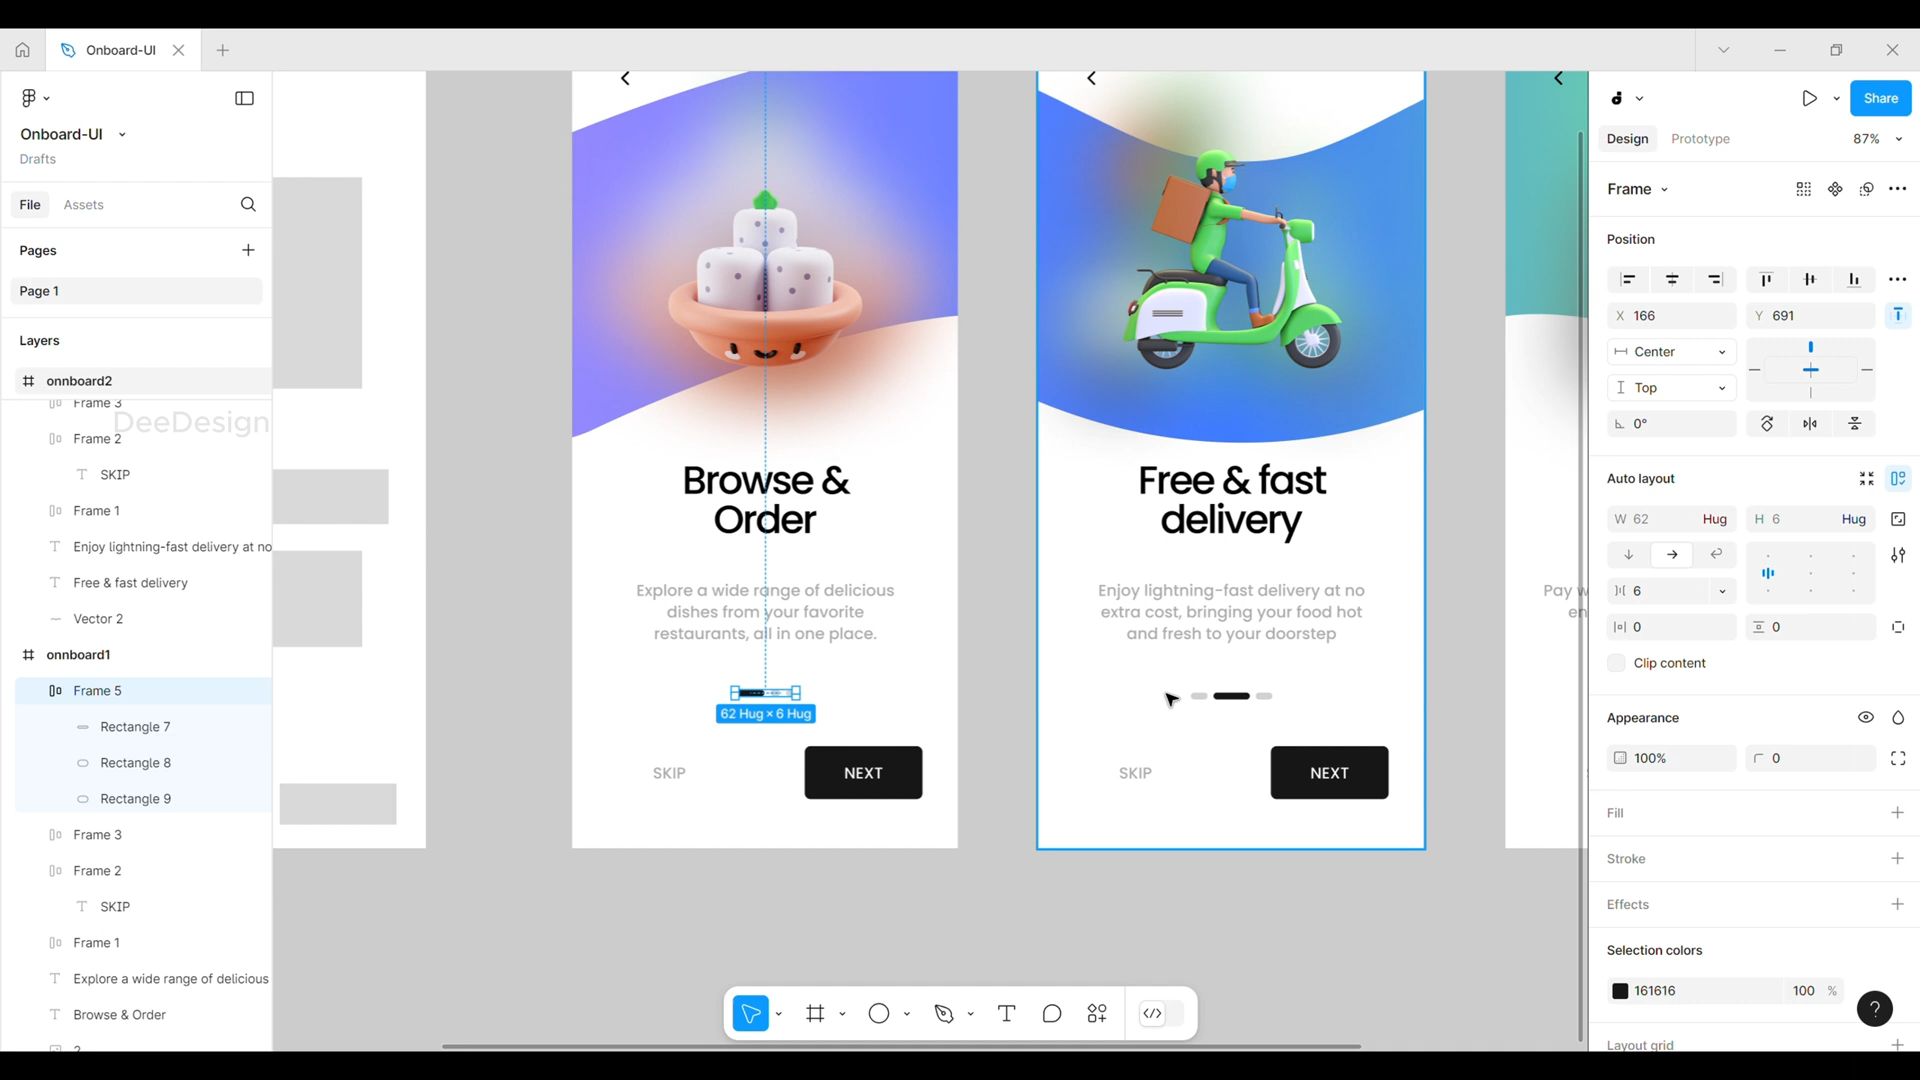 Onboard-UI
Onboard-UI
Drafts
File
Assets
Pages
Page 1
Layers
onnboard2
Frame 3
DeeDesign
Frame 2
SKIP
Frame 1
Enjoy lightning-fast delivery at no
Free & fast delivery
Vector 2
onnboard1
Frame 5
Rectangle 7
Rectangle 8
Rectangle 9
Frame 3
Frame 2
SKIP
Frame 1
Explore a wide range of delicious
Browse & Order
Browse &
Order
Explore a wide range of delicious
dishes from your favorite
restaurants, all in one place.
62 Hug × 6 Hug
SKIP
NEXT
Free & fast
delivery
Enjoy lightning-fast delivery at no
extra cost, bringing your food hot
and fresh to your doorstep
SKIP
NEXT
Pay w
en
Share
Design
Prototype
87%
Frame
Position
X 166
Y 691
Center
Top
0°
Auto layout
W 62 Hug
H 6 Hug
6
0
0
Clip content
Appearance
100%
0
Fill
Stroke
Effects
Selection colors
161616
100 %
Layout grid
?